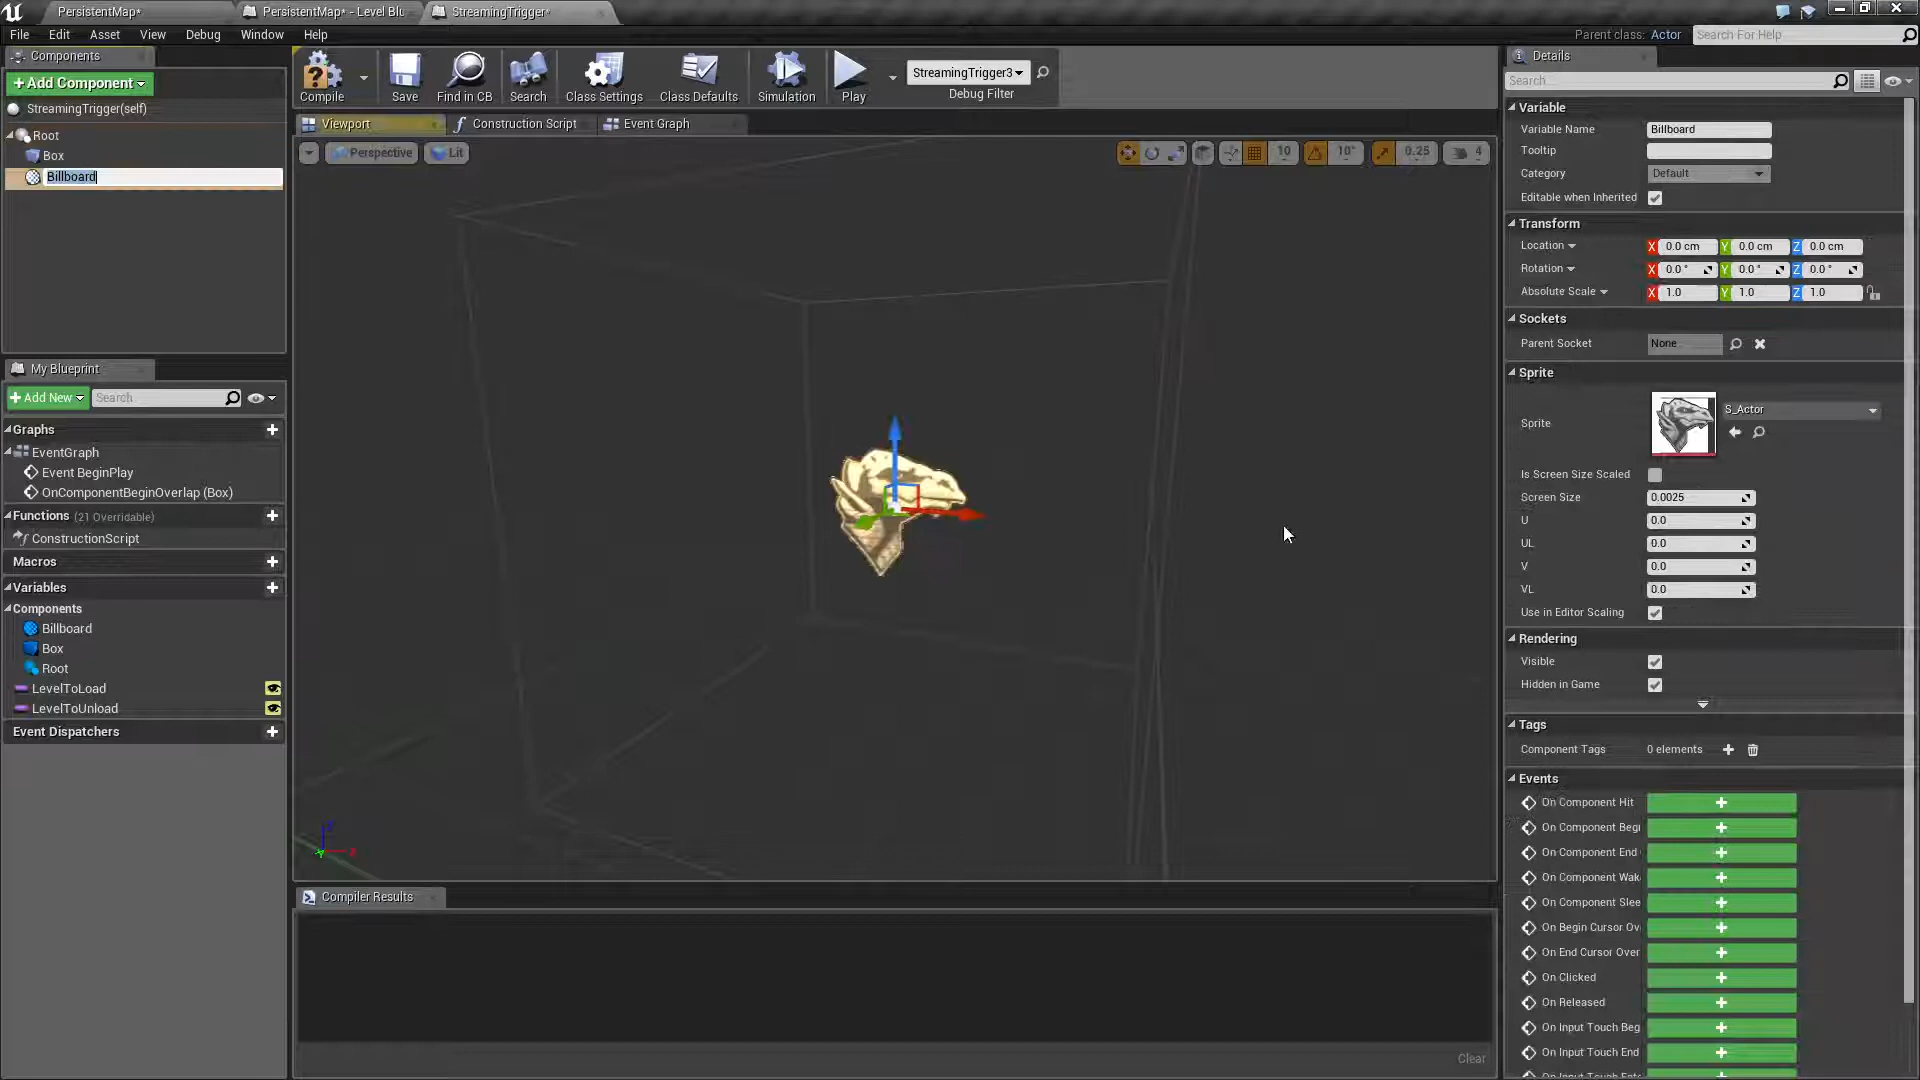 PersistentMap*
PersistentMap* - Level Blu
StreamingTrigger*
File
Edit
Asset
View
Debug
Window
Help
Parent class: Actor
Search For Help
Components
+ Add Component
StreamingTrigger(self)
Root
Box
Billboard
Compile
Save
Find in CB
Search
Class Settings
Class Defaults
Simulation
Play
StreamingTrigger3
Debug Filter
Viewport
Construction Script
Event Graph
Perspective
Lit
10
10°
0.25
4
My Blueprint
+ Add New
Search
Graphs
EventGraph
Event BeginPlay
OnComponentBeginOverlap (Box)
Functions (21 Overridable)
ConstructionScript
Macros
Variables
Components
Billboard
Box
Root
LevelToLoad
LevelToUnload
Event Dispatchers
Compiler Results
Clear
Details
Search...
Variable
Variable Name Billboard
Tooltip
Category Default
Editable when Inherited
Transform
Location X 0.0 cm Y 0.0 cm Z 0.0 cm
Rotation X 0.0 ° Y 0.0 ° Z 0.0 °
Absolute Scale X 1.0 Y 1.0 Z 1.0
Sockets
Parent Socket None
Sprite
Sprite S_Actor
Is Screen Size Scaled
Screen Size 0.0025
U 0.0
UL 0.0
V 0.0
VL 0.0
Use in Editor Scaling
Rendering
Visible
Hidden in Game
Tags
Component Tags 0 elements
Events
On Component Hit
On Component Begi
On Component End
On Component Wak
On Component Slee
On Begin Cursor Ov
On End Cursor Over
On Clicked
On Released
On Input Touch Beg
On Input Touch End